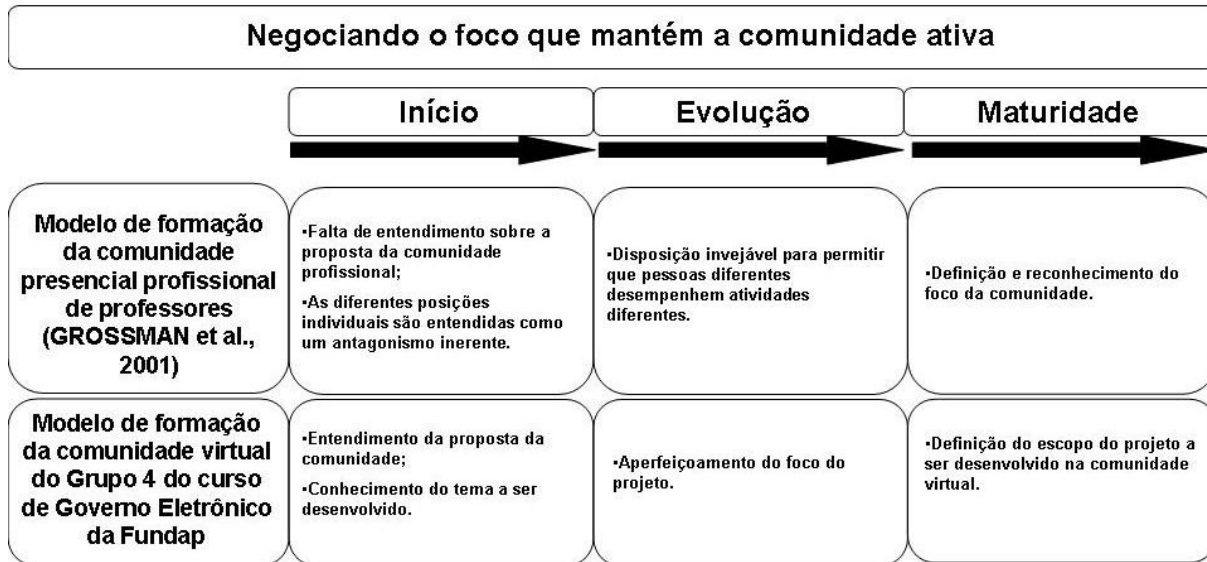 Negociando o foco que mantém a comunidade ativa
Início
Evolução
Maturidade
Modelo de formação
da comunidade
presencial profissional
de professores
(GROSSMAN et al.,
2001)
•Falta de entendimento sobre a
proposta da comunidade
profissional;
•As diferentes posições
individuais são entendidas como
um antagonismo inerente.
•Disposição invejável para permitir
que pessoas diferentes
desempenhem atividades
diferentes.
•Definição e reconhecimento do
foco da comunidade.
Modelo de formação
da comunidade virtual
do Grupo 4 do curso
de Governo Eletrônico
da Fundap
•Entendimento da proposta da
comunidade;
•Conhecimento do tema a ser
desenvolvido.
•Aperfeiçoamento do foco do
projeto.
•Definição do escopo do projeto a
ser desenvolvido na comunidade
virtual.